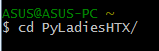 ASUS@ASUS-PC ~
$ cd PyLadiesHTX/